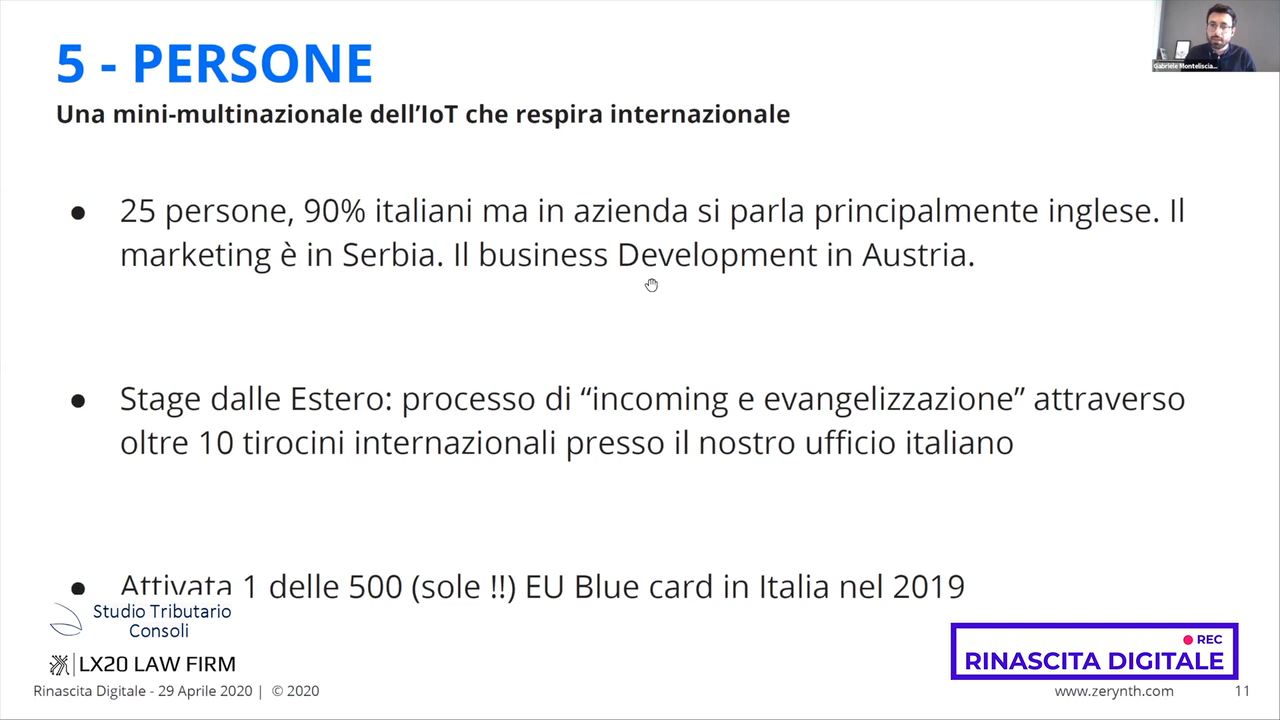 5 - PERSONE
Gabriele Monteliscia...
Una mini-multinazionale dell'IoT che respira internazionale
● 25 persone, 90% italiani ma in azienda si parla principalmente inglese. Il
marketing è in Serbia. Il business Development in Austria.
● Stage dalle Estero: processo di “incoming e evangelizzazione” attraverso
oltre 10 tirocini internazionali presso il nostro ufficio italiano
● Attivata 1 delle 500 (sole !!) EU Blue card in Italia nel 2019
Studio Tributario
Consoli
LX20 LAW FIRM
REC
RINASCITA DIGITALE
Rinascita Digitale - 29 Aprile 2020 | © 2020
www.zerynth.com
11